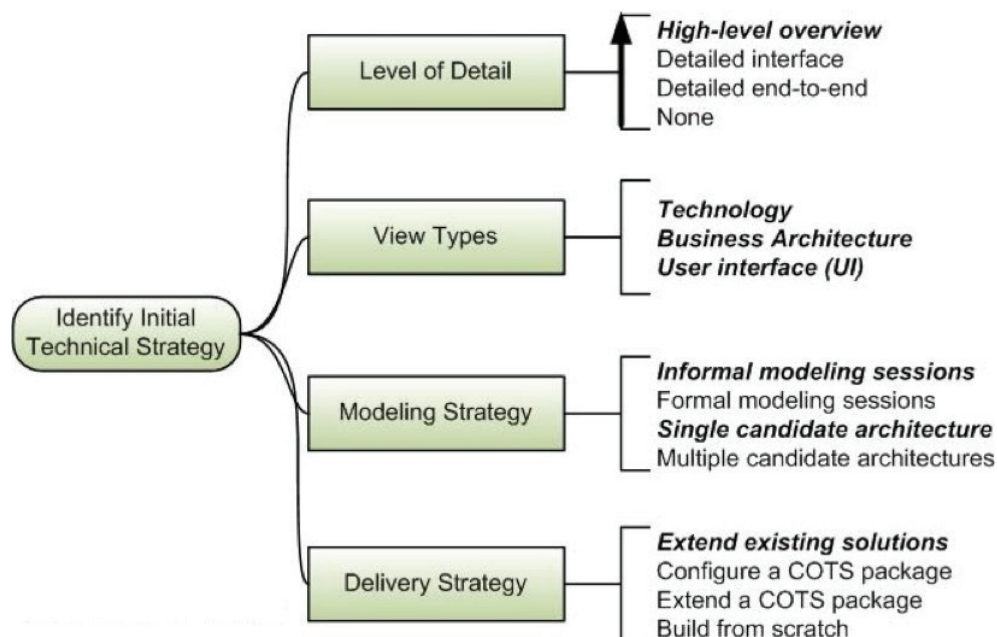 Identify Initial
Technical Strategy
Level of Detail
High-level overview
Detailed interface
Detailed end-to-end
None
View Types
Technology
Business Architecture
User interface (UI)
Modeling Strategy
Informal modeling sessions
Formal modeling sessions
Single candidate architecture
Multiple candidate architectures
Delivery Strategy
Extend existing solutions
Configure a COTS package
Extend a COTS package
Build from scratch